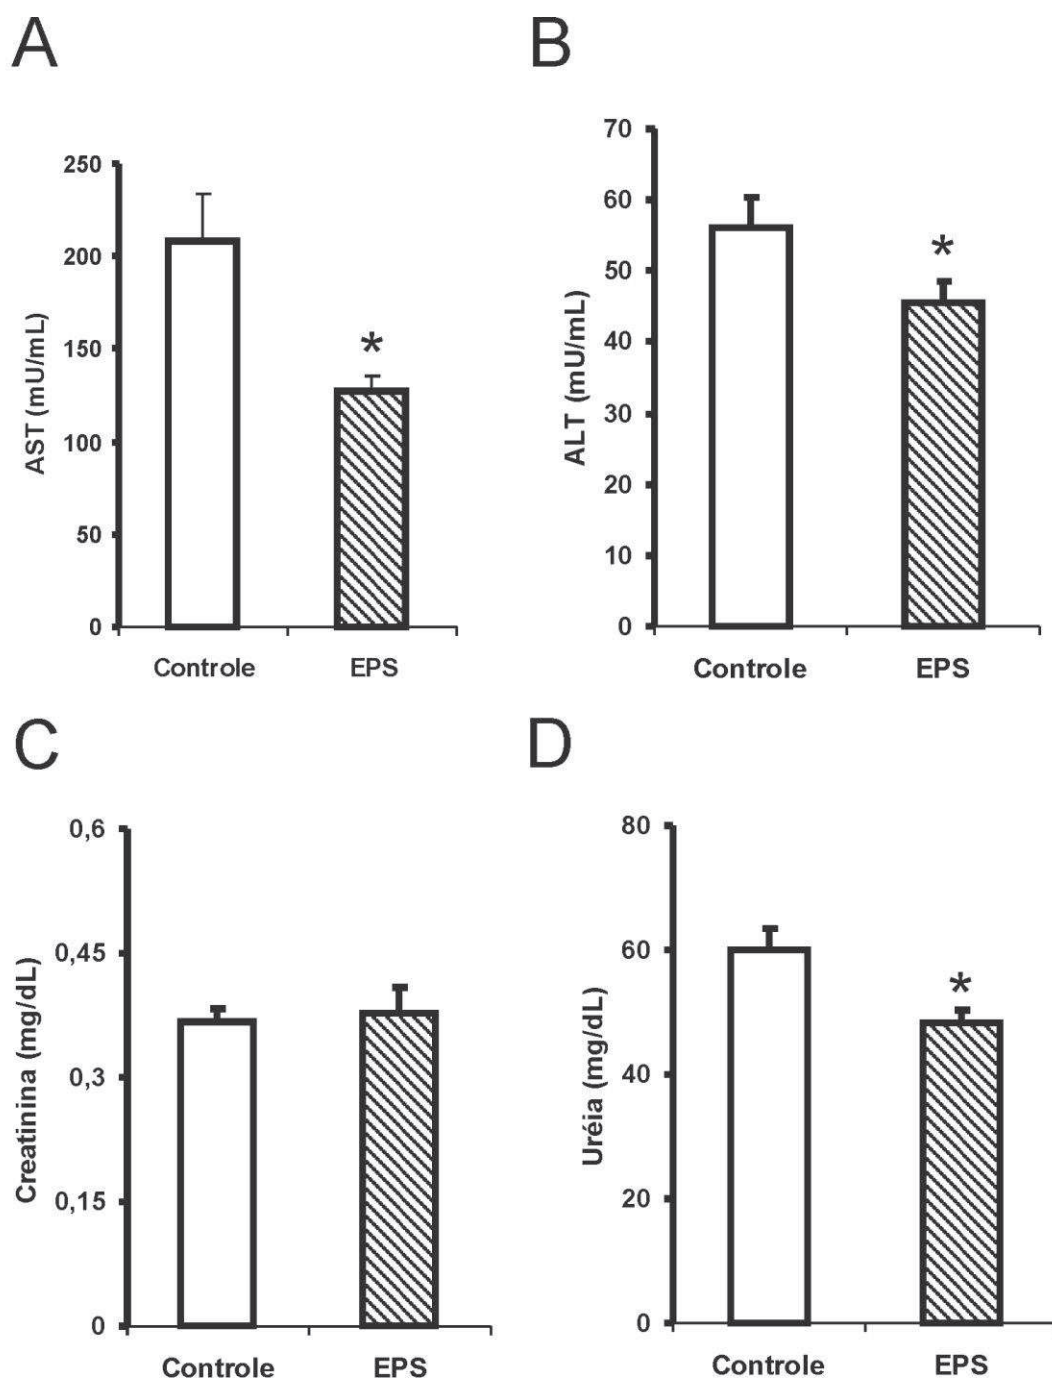 A
250
200
150
100
50
0
AST (mU/mL)
*
Controle EPS
B
70
60
50
40
30
20
10
0
ALT (mU/mL)
*
Controle EPS
C
0,6
0,45
0,3
0,15
0
Creatinina (mg/dL)
Controle EPS
D
80
60
40
20
0
Uréia (mg/dL)
*
Controle EPS